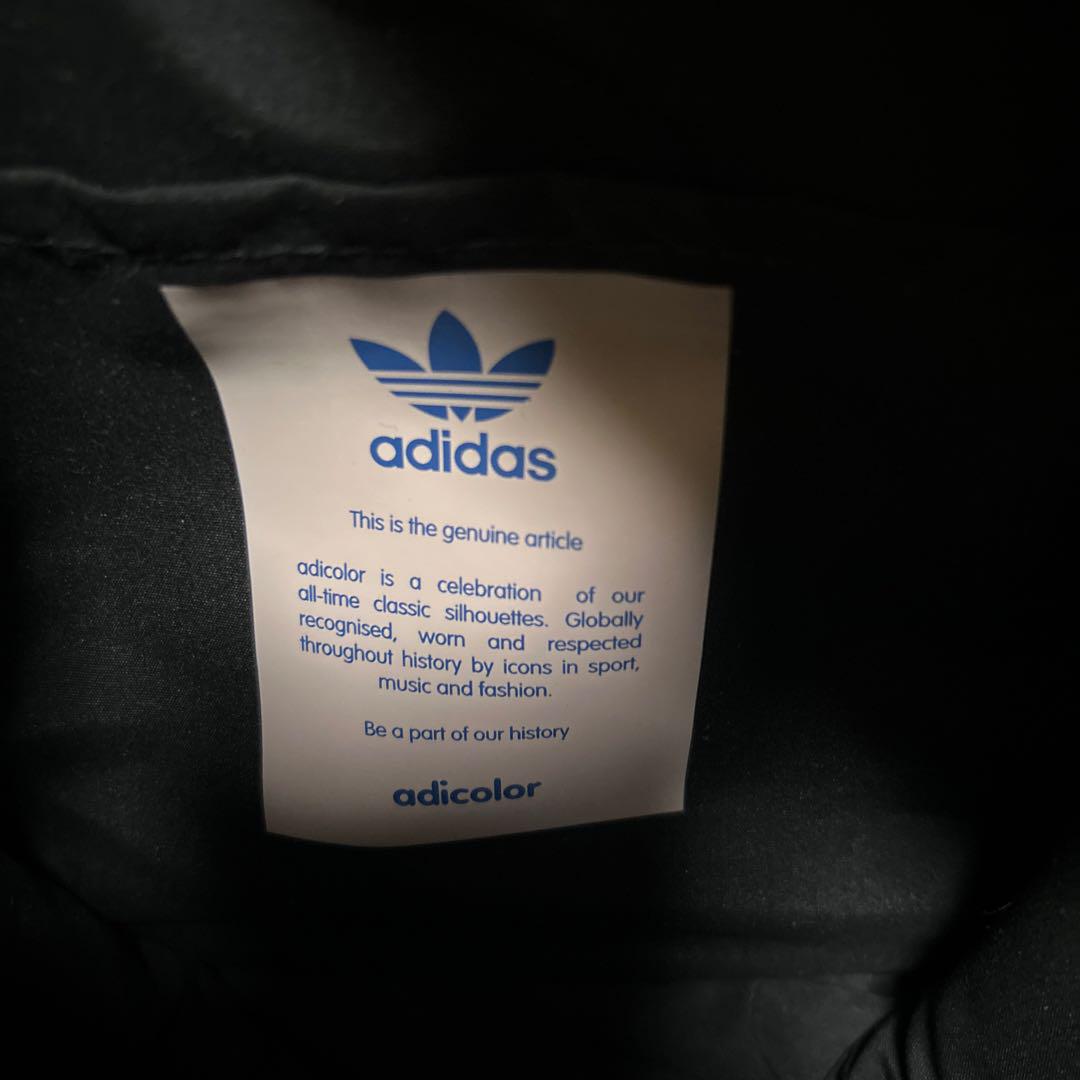 adidas
This is the genuine article
adicolor is a celebration of our
all-time classic silhouettes. Globally
recognised, worn and respected
throughout history by icons in sport,
music and fashion.
Be a part of our history
adicolor